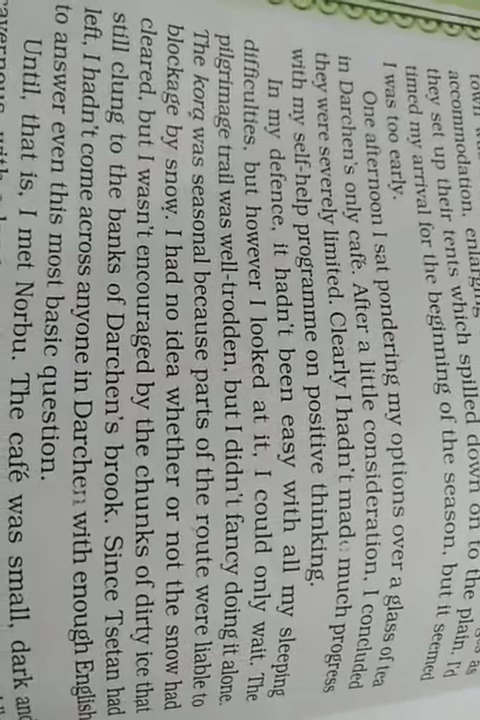 town
accommodation, enlarging
they set up their tents which spilled down on to the plain. I'd
timed my arrival for the beginning of the season, but it seemed
I was too early.
One afternoon I sat pondering my options over a glass of tea
in Darchen's only café. After a little consideration, I concluded
they were severely limited. Clearly I hadn't made much progress
with my self-help programme on positive thinking.
In my defence, it hadn't been easy with all my sleeping
difficulties, but however I looked at it, I could only wait. The
pilgrimage trail was well-trodden, but I didn't fancy doing it alone.
The kora was seasonal because parts of the route were liable to
blockage by snow. I had no idea whether or not the snow had
cleared, but I wasn't encouraged by the chunks of dirty ice that
still clung to the banks of Darchen's brook. Since Tsetan had
left, I hadn't come across anyone in Darchen with enough English
to answer even this most basic question.
Until, that is, I met Norbu. The café was small, dark and